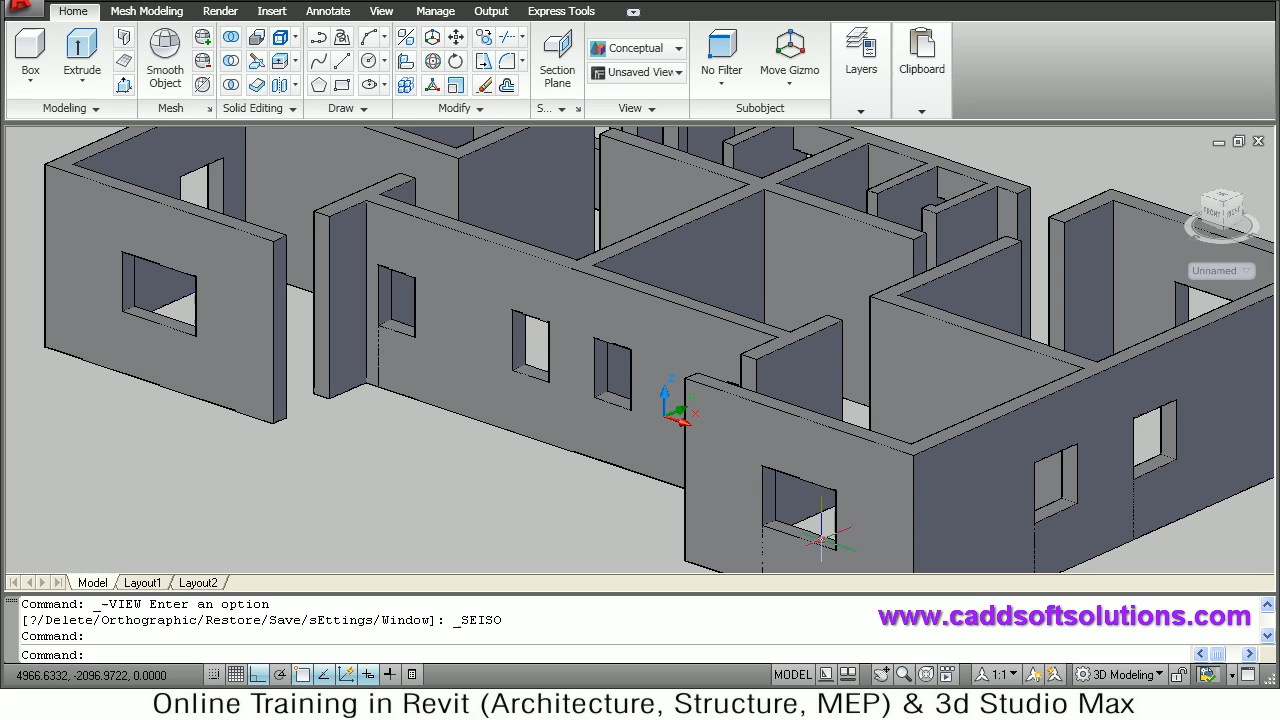 Home Mesh Modeling Render Insert Annotate View Manage Output Express Tools
Box Extrude Smooth Object Section Plane Conceptual Unsaved View No Filter Move Gizmo Layers Clipboard
Modeling Mesh Solid Editing Draw Modify S... View Subobject
FRONT
Unnamed
Z
X
Model Layout1 Layout2
Command: _-VIEW Enter an option
[?/Delete/Orthographic/Restore/Save/sEttings/Window]: _SEISO
Command:
Command:
www.caddsoftsolutions.com
4966.6332, -2096.9722, 0.0000 MODEL 1:1 3D Modeling
Online Training in Revit (Architecture, Structure, MEP) & 3d Studio Max